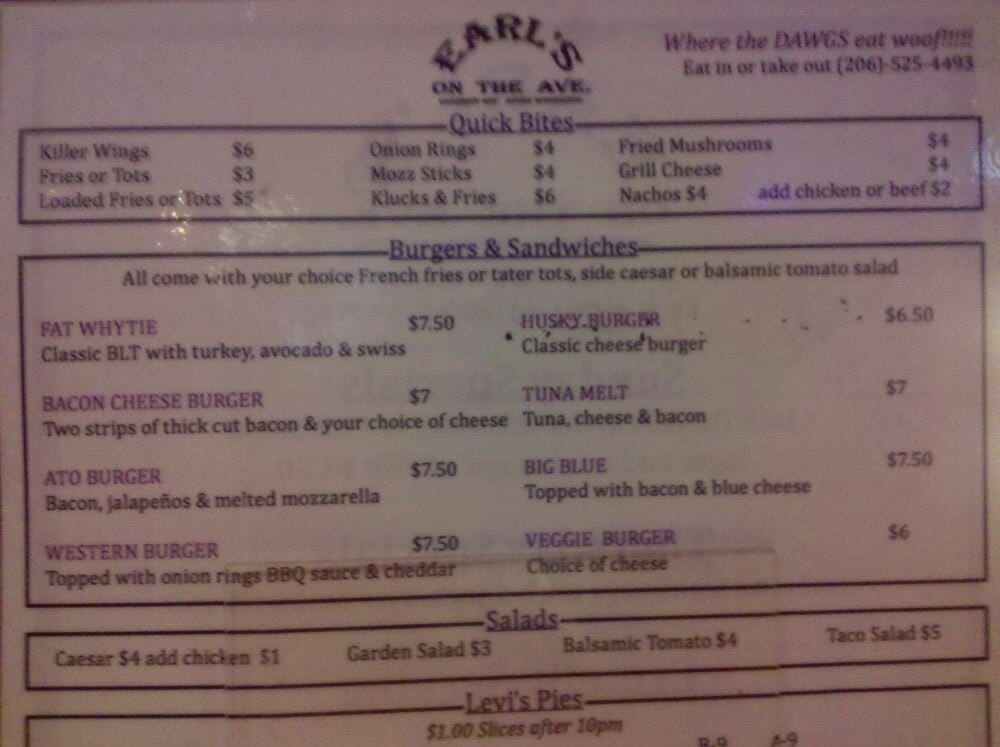 EARL'S
ON THE AVE.
Where the DAWGS eat woof!!!!!
Eat in or take out (206)-525-4493
Quick Bites
Killer Wings $6 Onion Rings $4 Fried Mushrooms $4
Fries or Tots $3 Mozz Sticks $4 Grill Cheese $4
Loaded Fries or Tots $5 Klucks & Fries $6 Nachos $4 add chicken or beef $2
Burgers & Sandwiches
All come with your choice French fries or tater tots, side caesar or balsamic tomato salad
FAT WHYTIE $7.50
Classic BLT with turkey, avocado & swiss
HUSKY BURGER $6.50
Classic cheese burger
BACON CHEESE BURGER $7
Two strips of thick cut bacon & your choice of cheese
TUNA MELT $7
Tuna, cheese & bacon
ATO BURGER $7.50
Bacon, jalapeños & melted mozzarella
BIG BLUE $7.50
Topped with bacon & blue cheese
WESTERN BURGER $7.50
Topped with onion rings BBQ sauce & cheddar
VEGGIE BURGER $6
Choice of cheese
Salads
Caesar $4 add chicken $1 Garden Salad $3 Balsamic Tomato $4 Taco Salad $5
Levi's Pies
$1.00 Slices after 10pm